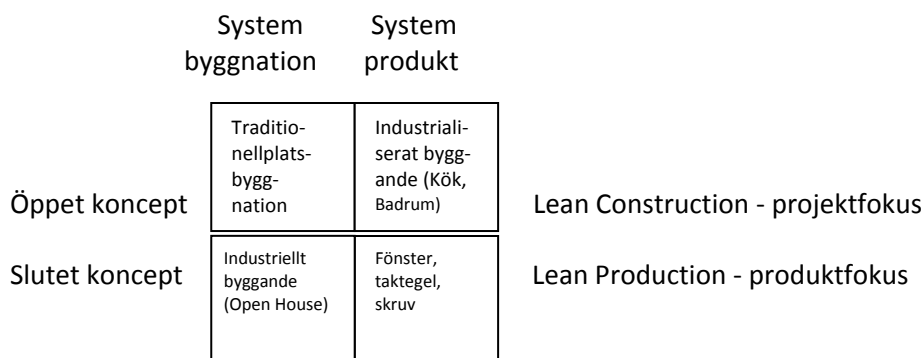 System
byggnation
System
produkt
Öppet koncept
Traditio-
nellplats-
bygg-
nation
Industriali-
serat bygg-
ande (Kök,
Badrum)
Lean Construction - projektfokus
Slutet koncept
Industriellt
byggande
(Open House)
Fönster,
taktegel,
skruv
Lean Production - produktfokus